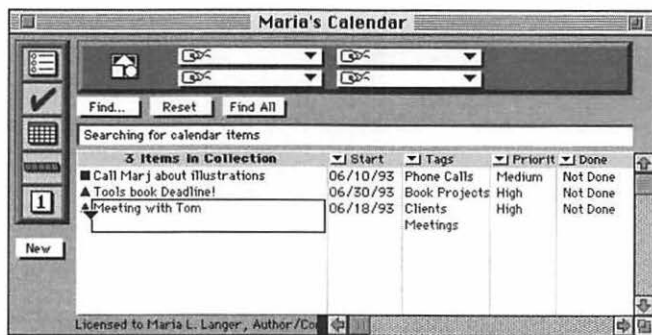 Maria's Calendar
Find... Reset Find All
Searching for calendar items
3 Items In Collection Start Tags Priorit Done
Call Marj about illustrations 06/10/93 Phone Calls Medium Not Done
Tools book Deadline! 06/30/93 Book Projects High Not Done
Meeting with Tom 06/18/93 Clients High Not Done
Meetings
1
New
Licensed to Maria L. Langer, Author/Co